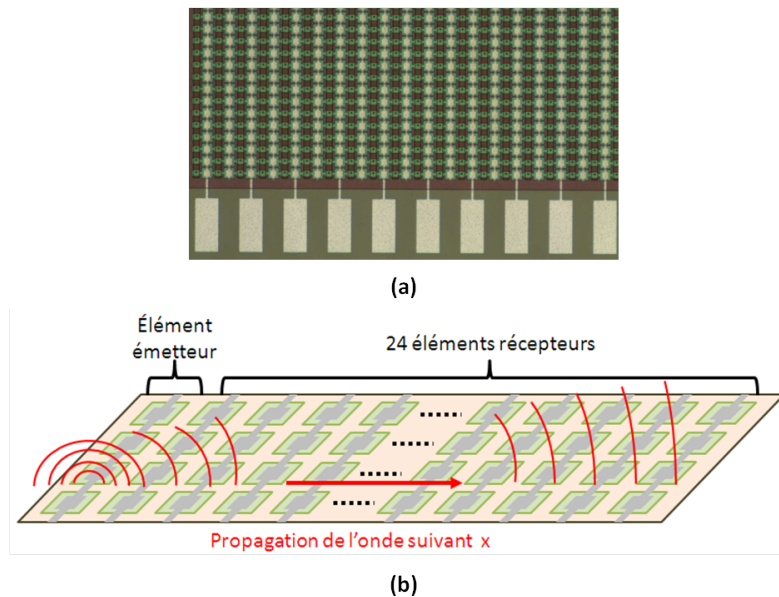 (a)
Élément
émetteur
24 éléments récepteurs
Propagation de l'onde suivant x
(b)